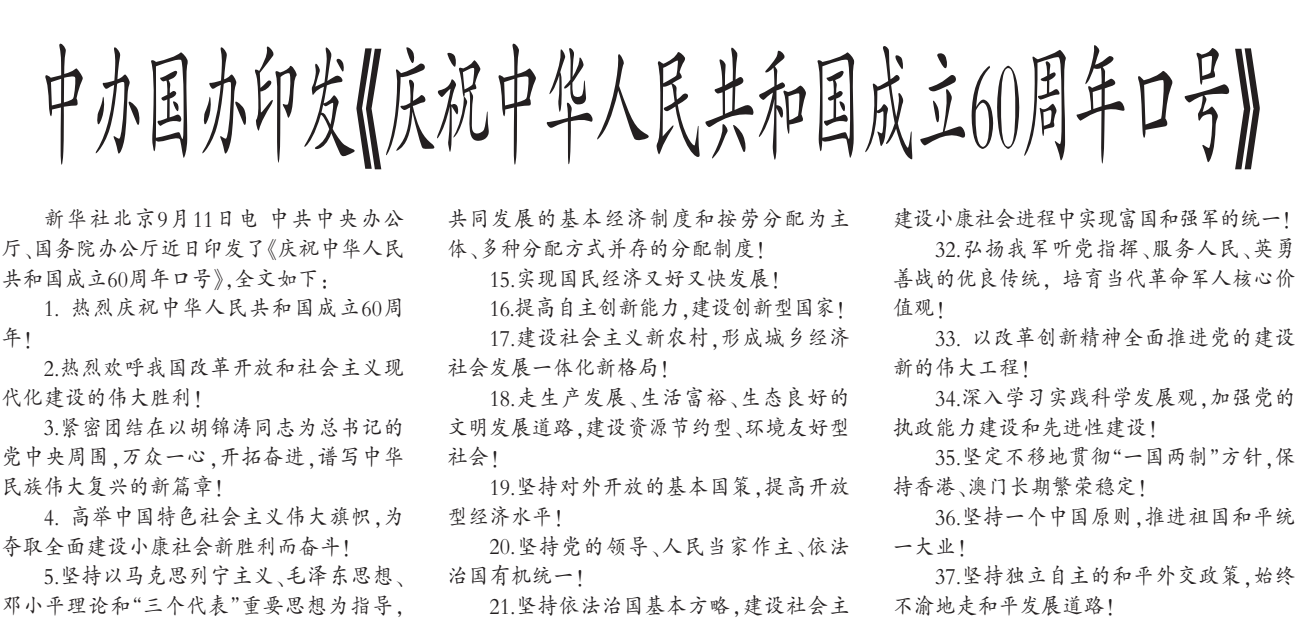 中办国办印发《庆祝中华人民共和国成立60周年口号》
新华社北京9月11日电 中共中央办公
厅、国务院办公厅近日印发了《庆祝中华人民
共和国成立60周年口号》,全文如下:
1. 热烈庆祝中华人民共和国成立60周
年!
2.热烈欢呼我国改革开放和社会主义现
代化建设的伟大胜利!
3.紧密团结在以胡锦涛同志为总书记的
党中央周围,万众一心,开拓奋进,谱写中华
民族伟大复兴的新篇章!
4. 高举中国特色社会主义伟大旗帜,为
夺取全面建设小康社会新胜利而奋斗!
5.坚持以马克思列宁主义、毛泽东思想、
邓小平理论和“三个代表”重要思想为指导,
共同发展的基本经济制度和按劳分配为主
体、多种分配方式并存的分配制度!
15.实现国民经济又好又快发展!
16.提高自主创新能力,建设创新型国家!
17.建设社会主义新农村,形成城乡经济
社会发展一体化新格局!
18.走生产发展、生活富裕、生态良好的
文明发展道路,建设资源节约型、环境友好型
社会!
19.坚持对外开放的基本国策,提高开放
型经济水平!
20.坚持党的领导、人民当家作主、依法
治国有机统一!
21.坚持依法治国基本方略,建设社会主
建设小康社会进程中实现富国和强军的统一!
32.弘扬我军听党指挥、服务人民、英勇
善战的优良传统, 培育当代革命军人核心价
值观!
33. 以改革创新精神全面推进党的建设
新的伟大工程!
34.深入学习实践科学发展观,加强党的
执政能力建设和先进性建设!
35.坚定不移地贯彻“一国两制”方针,保
持香港、澳门长期繁荣稳定!
36.坚持一个中国原则,推进祖国和平统
一大业!
37.坚持独立自主的和平外交政策,始终
不渝地走和平发展道路!